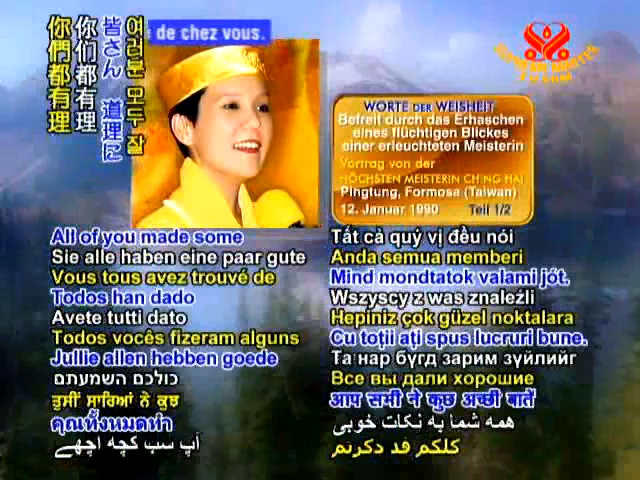 de chez vous.
你們都有理
你们都有理
皆さん 道理に
여러분 모두 잘
WORTE DER WEISHEIT
Befreit durch das Erhaschen
eines flüchtigen Blickes
einer erleuchteten Meisterin
Vortrag von der
HÖCHSTEN MEISTERIN CHING HAI
Pingtung, Formosa (Taiwan)
12. Januar 1990 Teil 1/2
All of you made some
Sie alle haben eine paar gute
Vous tous avez trouvé de
Todos han dado
Avete tutti dato
Todos vocês fizeram alguns
Jullie allen hebben goede
כולכם השמעתם
ਤੁਸੀਂ ਸਾਰਿਆਂ ਨੇ ਕੁਝ
คุณทั้งหมดทำ
آپ سب کچھ اچھے
Tất cả quý vị đều nói
Anda semua memberi
Mind mondtatok valami jót.
Wszyscy z was znaleźli
Hepiniz çok güzel noktalara
Cu toții ați spus lucruri bune.
Та нар бүгд зарим зүйлийг
Все вы дали хорошие
आप सभी ने कुछ अच्छी बातें
همه شما به نکات خوبی
كلكم قد ذكرتم